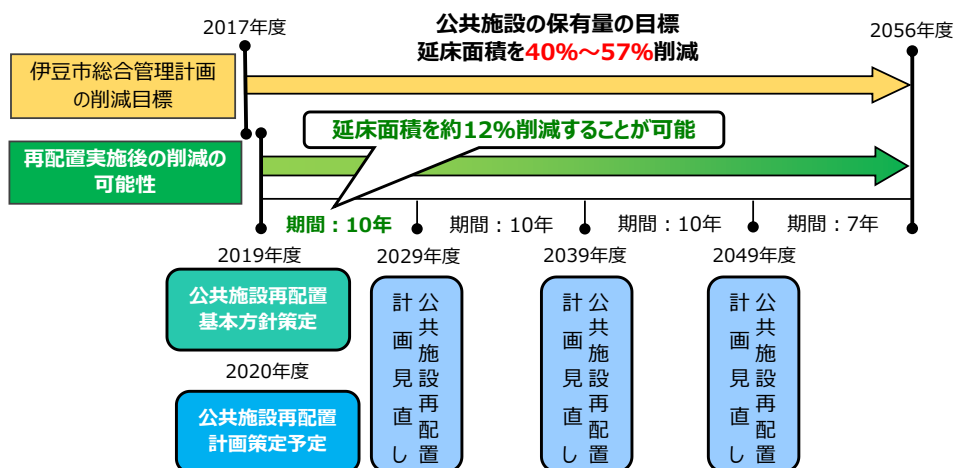 2017年度
公共施設の保有量の目標
延床面積を40%～57%削減
2056年度
伊豆市総合管理計画
の削減目標
延床面積を約12%削減することが可能
再配置実施後の削減の
可能性
期間：10年
期間：10年
期間：10年
期間：7年
2019年度
2029年度
2039年度
2049年度
公共施設再配置
基本方針策定
2020年度
公共施設再配置
計画策定予定
公共施設再配置
計画見直し
公共施設再配置
計画見直し
公共施設再配置
計画見直し